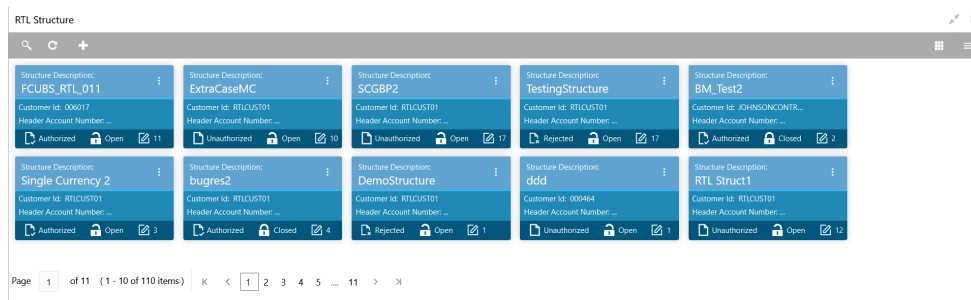 RTL Structure
Structure Description:
FCUBS_RTL_011
Customer Id: 006017
Header Account Number: ...
Authorized Open 11
Structure Description:
ExtraCaseMC
Customer Id: RTLCUST01
Header Account Number: ...
Unauthorized Open 10
Structure Description:
SCGBP2
Customer Id: RTLCUST01
Header Account Number: ...
Unauthorized Open 17
Structure Description:
TestingStructure
Customer Id: RTLCUST01
Header Account Number: ...
Rejected Open 17
Structure Description:
BM_Test2
Customer Id: JOHNSONCONTR...
Header Account Number: ...
Authorized Closed 2
Structure Description:
Single Currency 2
Customer Id: RTLCUST01
Header Account Number: ...
Authorized Open 3
Structure Description:
bugres2
Customer Id: RTLCUST01
Header Account Number: ...
Authorized Closed 4
Structure Description:
DemoStructure
Customer Id: RTLCUST01
Header Account Number: ...
Rejected Open 1
Structure Description:
ddd
Customer Id: 000464
Header Account Number: ...
Unauthorized Open 1
Structure Description:
RTL Struct1
Customer Id: RTLCUST01
Header Account Number: ...
Unauthorized Open 12
Page 1 of 11 (1 - 10 of 110 items) 1 2 3 4 5 .... 11